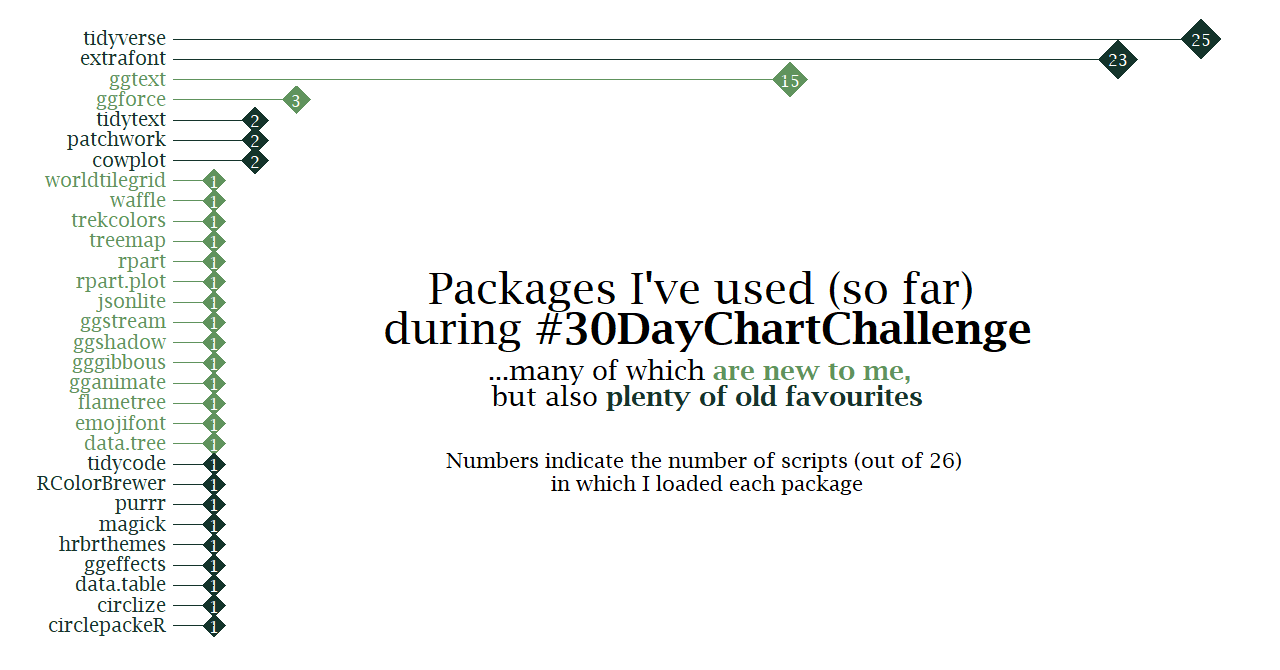 tidyverse 25
extrafont 23
ggtext 15
ggforce 3
tidytext 2
patchwork 2
cowplot 2
worldtilegrid 1
waffle 1
trekcolors 1
treemap 1
rpart 1
rpart.plot 1
jsonlite 1
ggstream 1
ggshadow 1
gggibbous 1
gganimate 1
flametree 1
emojifont 1
data.tree 1
tidycode 1
RColorBrewer 1
purrr 1
magick 1
hrbrthemes 1
ggeffects 1
data.table 1
circlize 1
circlepackeR 1
Packages I've used (so far)
during #30DayChartChallenge
...many of which are new to me,
but also plenty of old favourites
Numbers indicate the number of scripts (out of 26)
in which I loaded each package